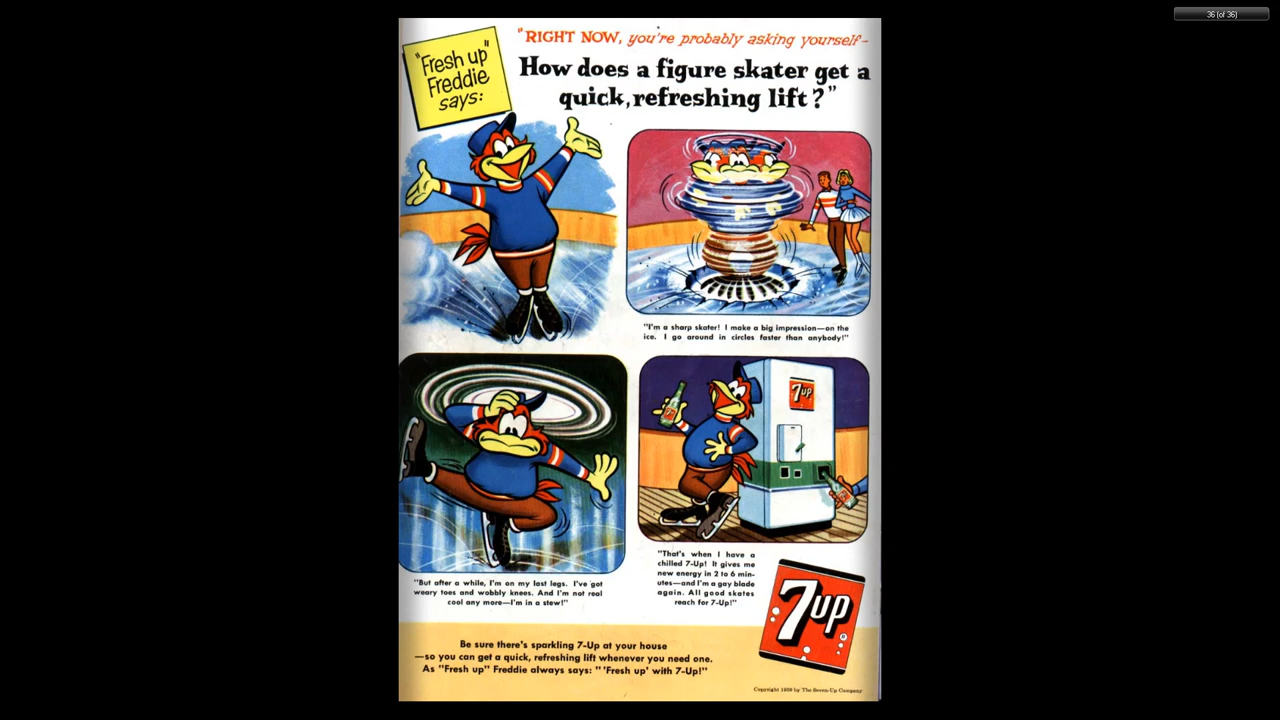 36 (of 36)
"Fresh up"
Freddie
says:
"RIGHT NOW, you're probably asking yourself—
How does a figure skater get a
quick, refreshing lift?"
"I'm a sharp skater! I make a big impression—on the
ice. I go around in circles faster than anybody!"
7up
"But after a while, I'm on my last legs. I've got
weary toes and wobbly knees. And I'm not real
cool any more—I'm in a stew!"
"That's when I have a
chilled 7-Up! It gives me
new energy in 2 to 6 min-
utes—and I'm a gay blade
again. All good skates
reach for 7-Up!"
7up
Be sure there's sparkling 7-Up at your house
—so you can get a quick, refreshing lift whenever you need one.
As "Fresh up" Freddie always says: " 'Fresh up' with 7-Up!"
Copyright 1959 by The Seven-Up Company